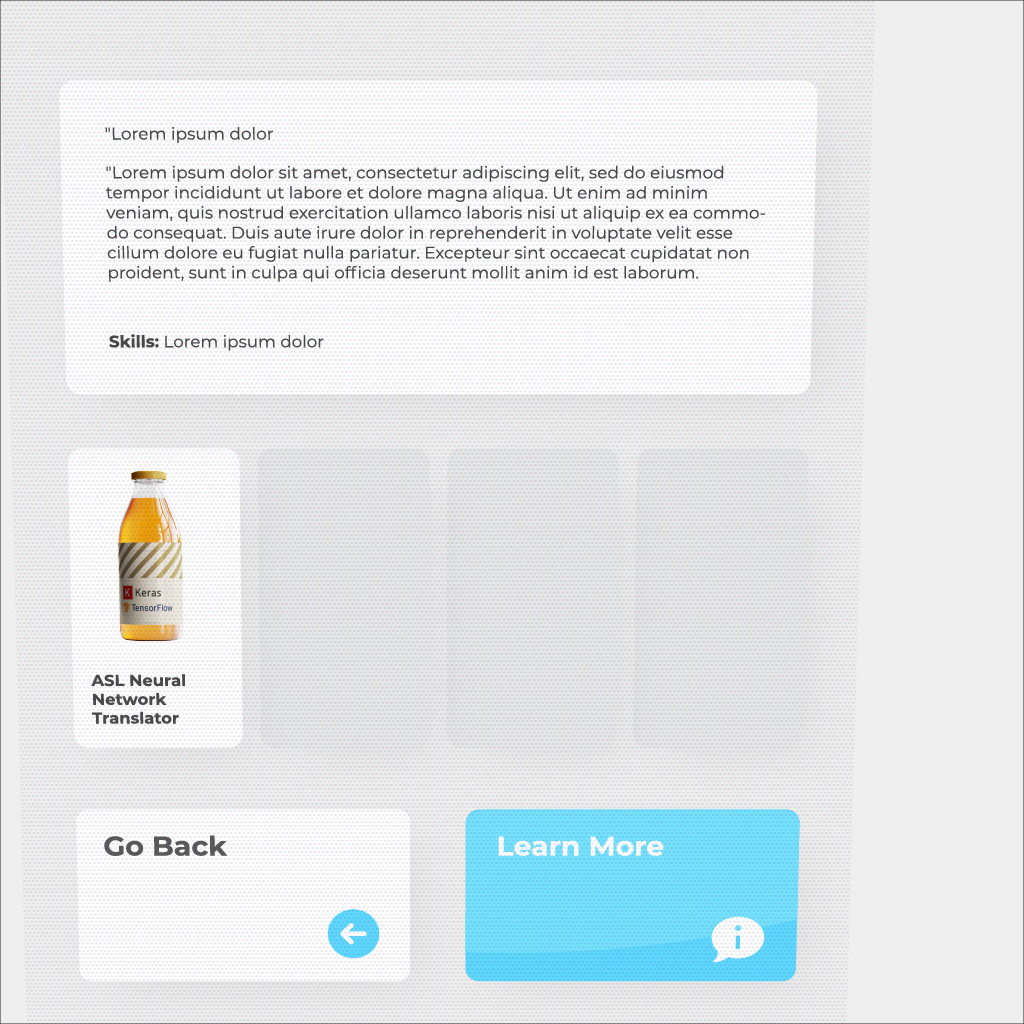 "Lorem ipsum dolor
"Lorem ipsum dolor sit amet, consectetur adipiscing elit, sed do eiusmod
tempor incididunt ut labore et dolore magna aliqua. Ut enim ad minim
veniam, quis nostrud exercitation ullamco laboris nisi ut aliquip ex ea commo-
do consequat. Duis aute irure dolor in reprehenderit in voluptate velit esse
cillum dolore eu fugiat nulla pariatur. Excepteur sint occaecat cupidatat non
proident, sunt in culpa qui officia deserunt mollit anim id est laborum.
Skills: Lorem ipsum dolor
K Keras
TensorFlow
ASL Neural
Network
Translator
Go Back
Learn More